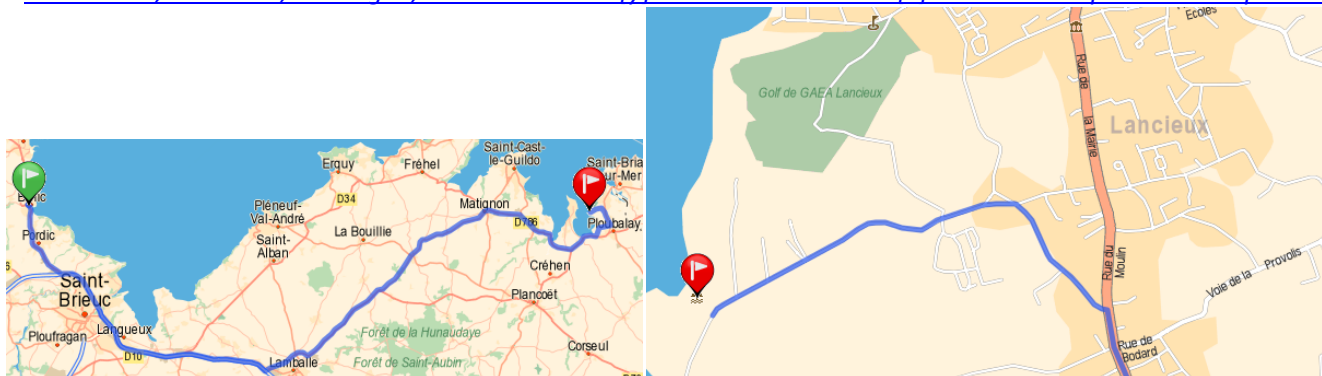 Erquy
Fréhel
Saint-Cast-
le-Guildo
Saint-Bria
ur-Mer
D34
Pléneuf-
Val-André
Matignon
Pordic
Saint-
Alban
La Bouillie
D786
Ploubalay
Saint-
Brieuc
Créhen
Plancoët
Ploufragan
Langueux
Forêt de la Hunaudaye
Corseul
D10
Lamballe
Forêt de Saint-Aubin
Ecoles
Golf de GAEA Lancieux
Rue de
la Mairie
Lancieux
Rue du
Moulin
Voie de la Provolis
Rue de
Bodard